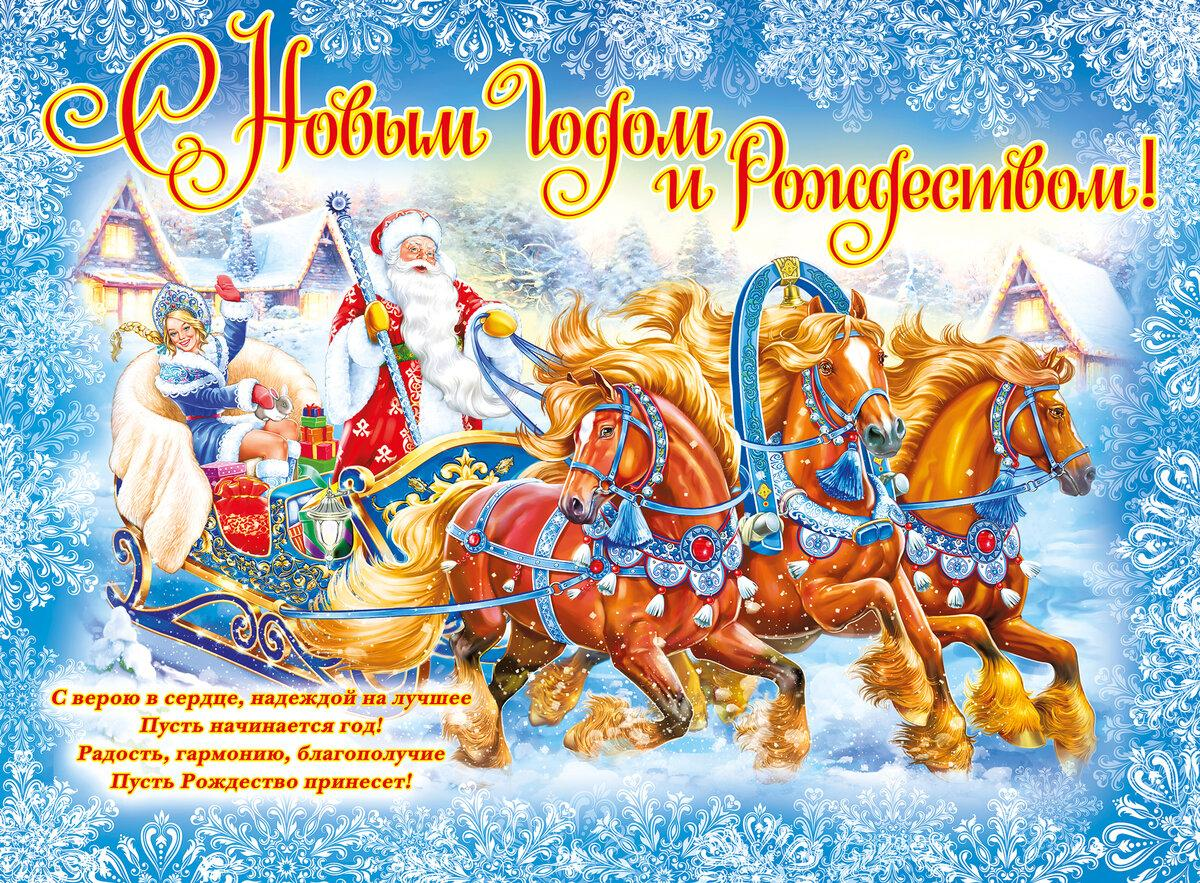 С Новым Годом
и Рождеством!
С верою в сердце, надеждой на лучшее
Пусть начинается год!
Радость, гармонию, благополучие
Пусть Рождество принесет!